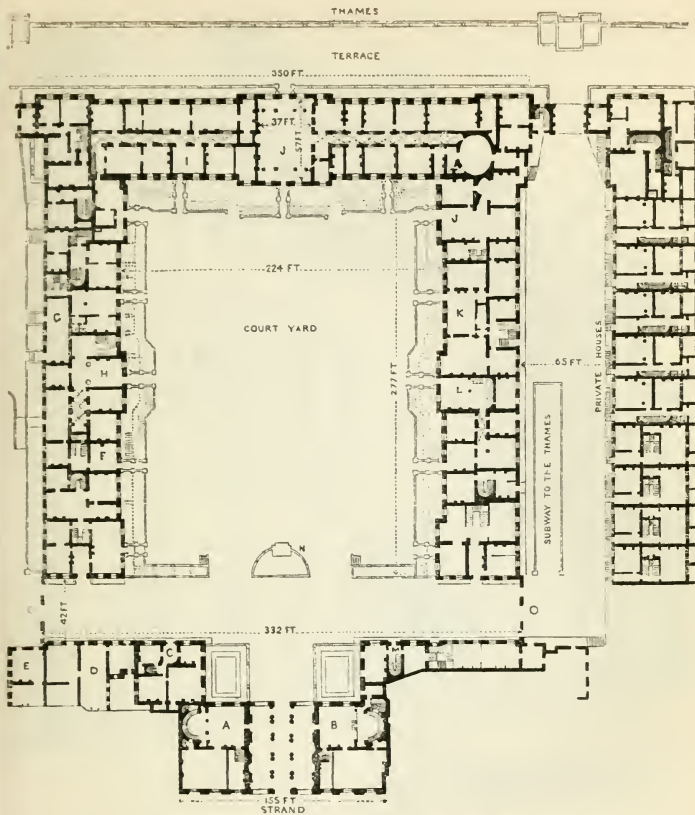 THAMES
TERRACE
350 FT
37 FT.
57 FT.
J
I
A
J
224 FT
G
K
COURT YARD
H
277 FT
65 FT
PRIVATE HOUSES
L
F
SUBWAY TO THE THAMES
N
42 FT
332 FT
E
D
C
M
A
B
155 FT
STRAND